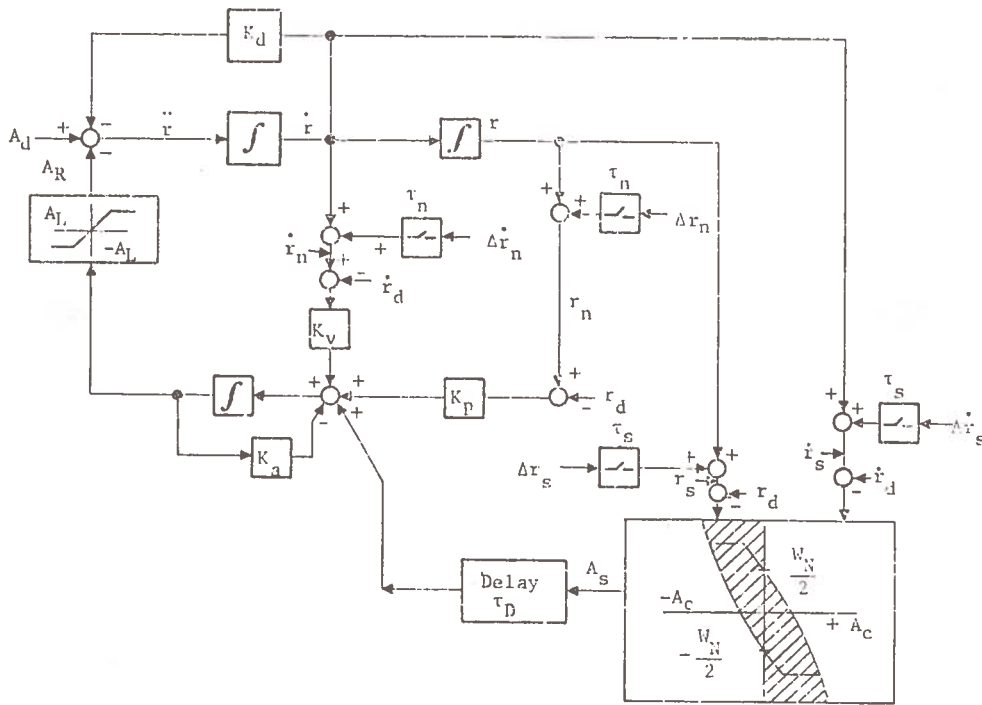 K_d
A_d + - r̈ ∫ ṙ ∫ r
-
A_R
A_L
-A_L
+ τ_n
+ Δṙ_n
ṙ_n
+ - ṙ_d
K_v
+ τ_n
+ Δr_n
r_n
+
- r_d
K_p
+ + + -
∫
K_a
τ_s
Δr_s + +
r_s
- r_d
τ_s
+ + Δṙ_s
ṙ_s
- ṙ_d
Delay
τ_D
A_s
W_N
2
-A_c
+ A_c
- W_N
2